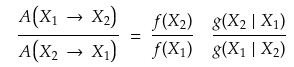 A(X₁ → X₂) / A(X₂ → X₁) = f(X₂) / f(X₁) g(X₂ | X₁) / g(X₁ | X₂)